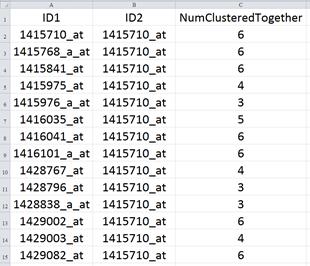 A B C
1 ID1 ID2 NumClusteredTogether
2 1415710_at 1415710_at 6
3 1415768_a_at 1415710_at 6
4 1415841_at 1415710_at 6
5 1415975_at 1415710_at 4
6 1415976_a_at 1415710_at 3
7 1416035_at 1415710_at 5
8 1416041_at 1415710_at 6
9 1416101_a_at 1415710_at 6
10 1428767_at 1415710_at 4
11 1428796_at 1415710_at 3
12 1428838_a_at 1415710_at 3
13 1429002_at 1415710_at 6
14 1429003_at 1415710_at 4
15 1429082_at 1415710_at 6